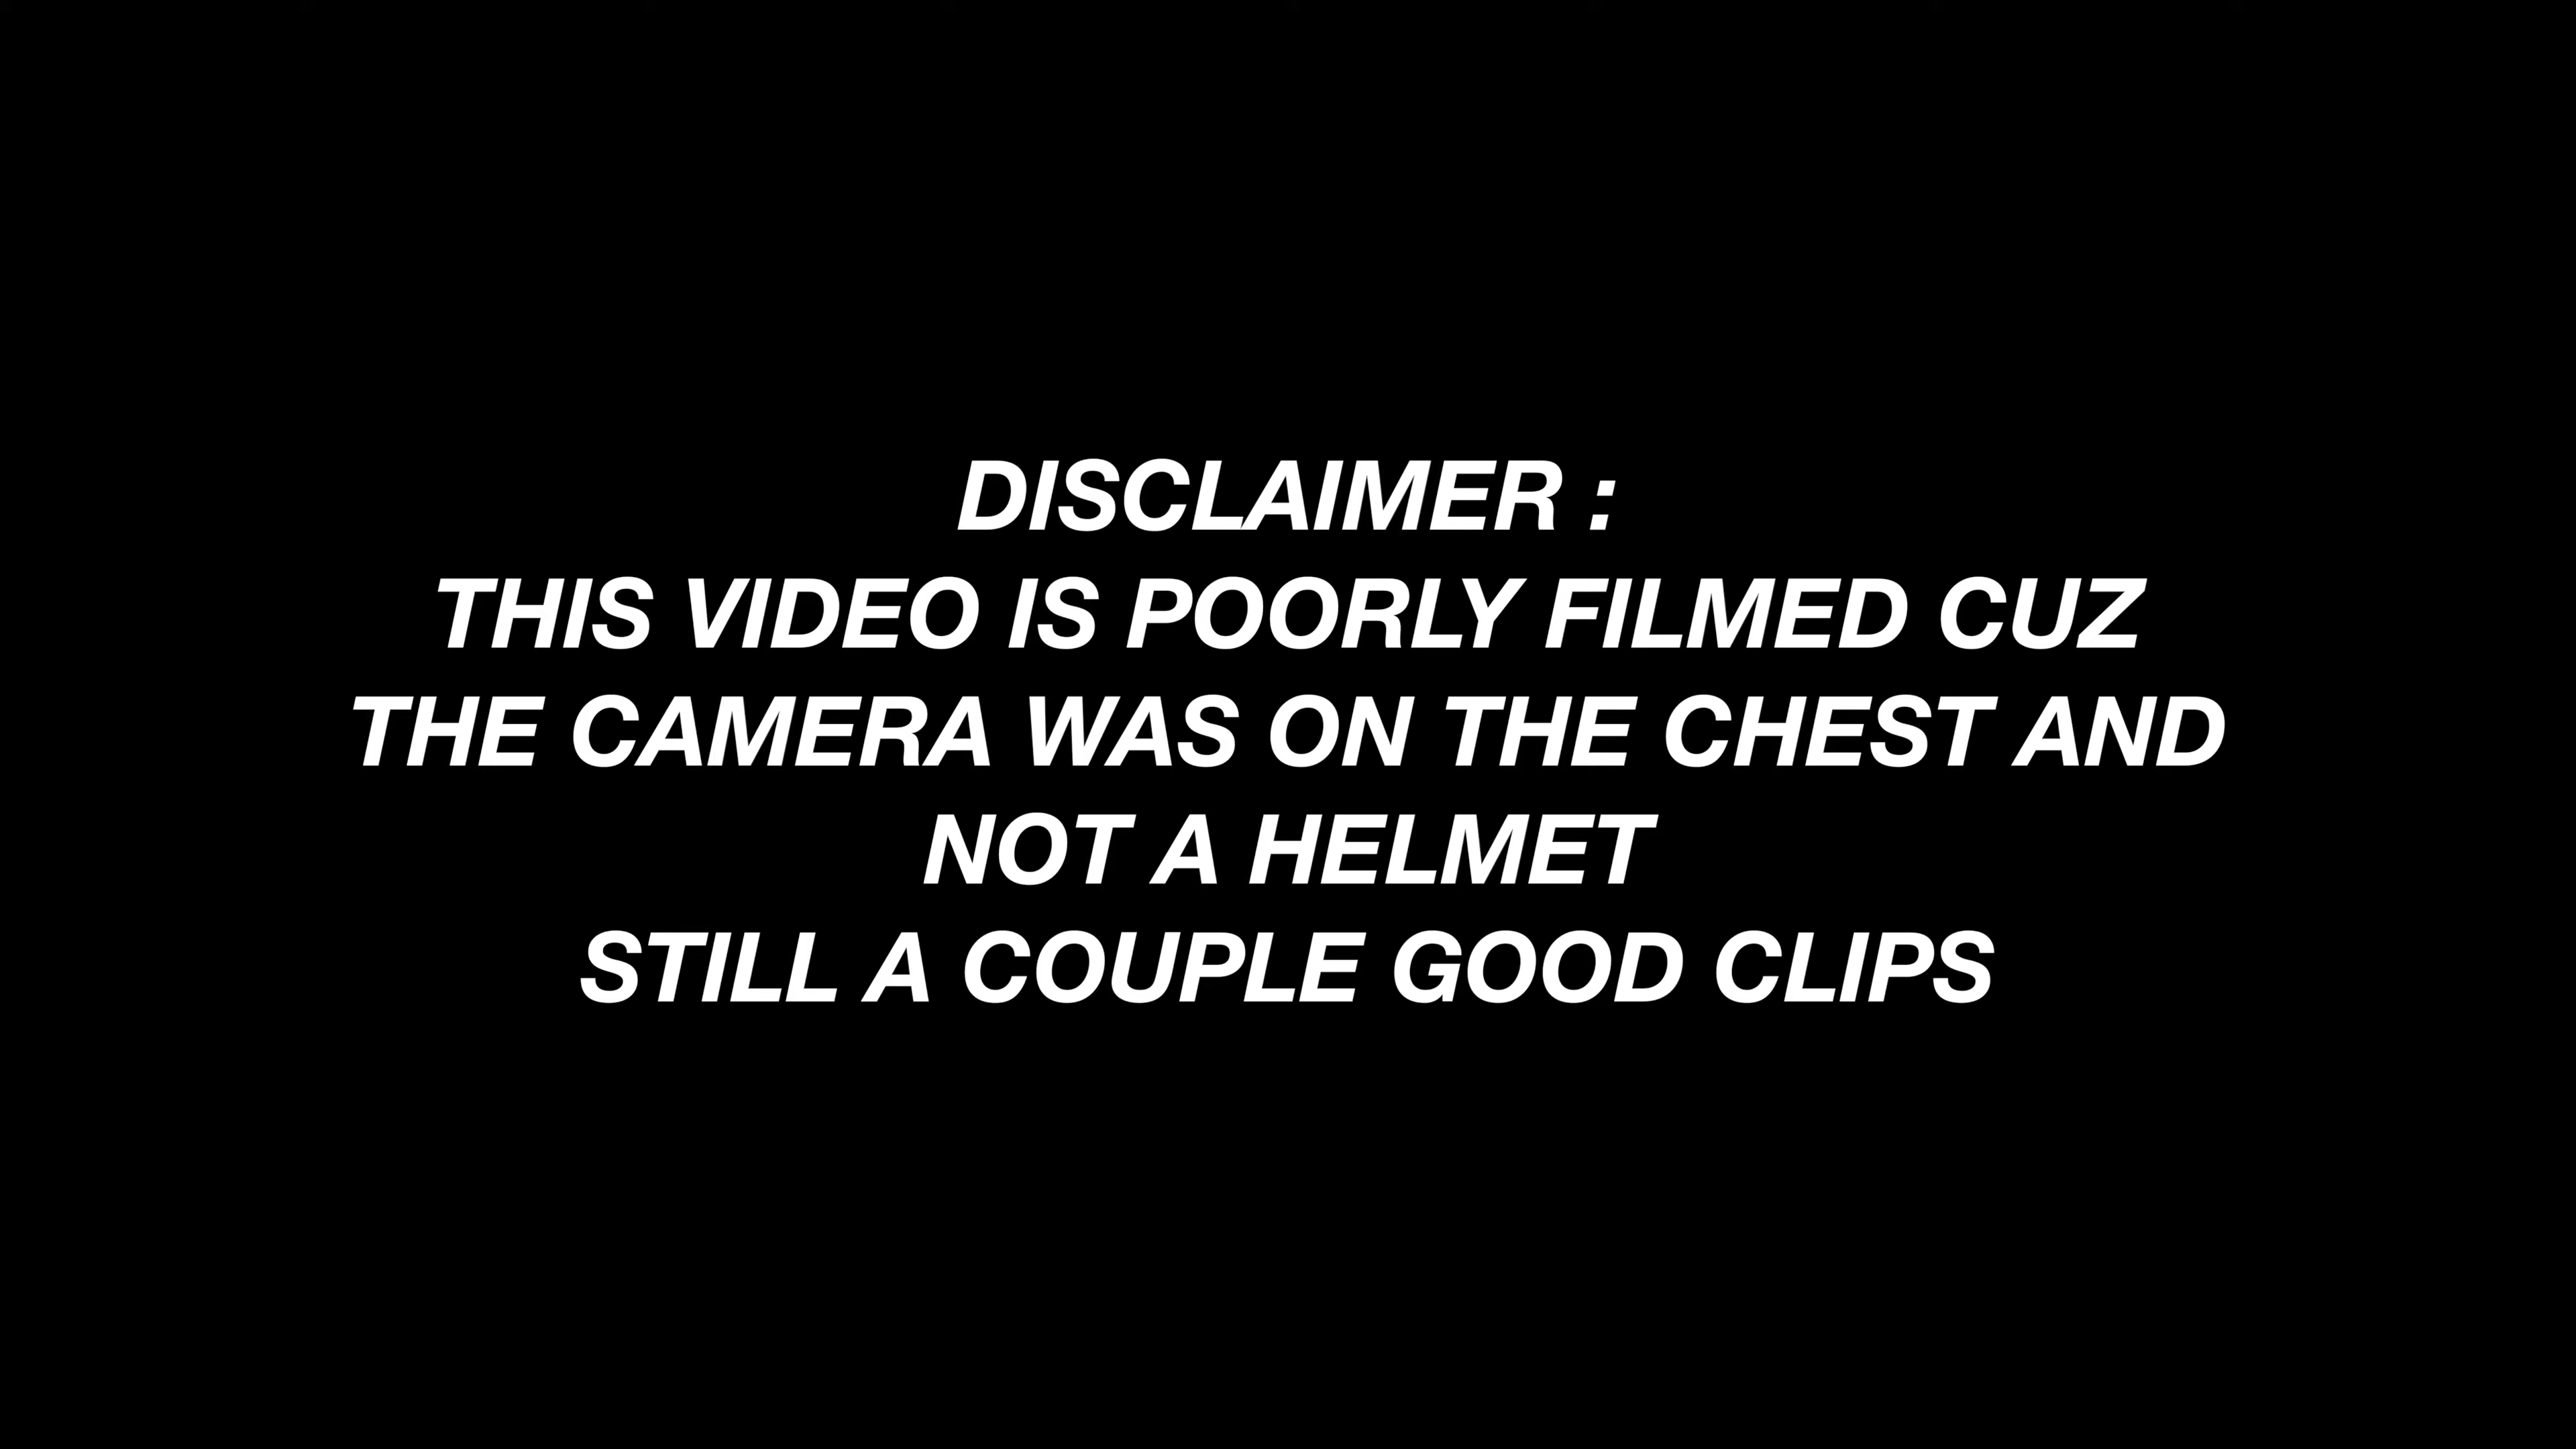 DISCLAIMER :
THIS VIDEO IS POORLY FILMED CUZ
THE CAMERA WAS ON THE CHEST AND
NOT A HELMET
STILL A COUPLE GOOD CLIPS